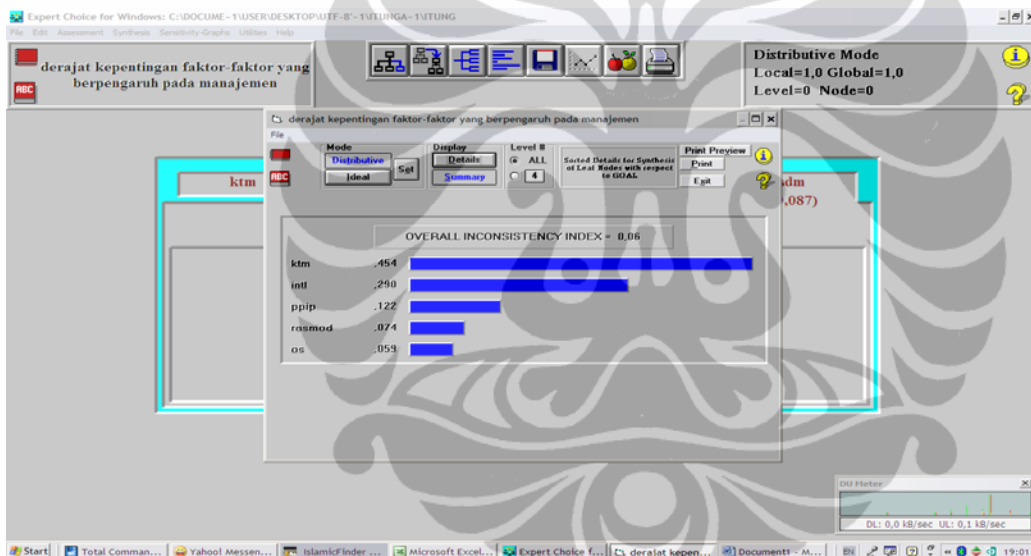 Expert Choice for Windows: C:\DOCUME~1\USER\DESKTOP\UTF-8'~1\ITUNGA~1\ITUNG
File Edit Assessment Synthesis Sensitivity-Graphs Utilities Help
derajat kepentingan faktor-faktor yang
berpengaruh pada manajemen
ABC
Distributive Mode
Local=1,0 Global=1,0
Level=0 Node=0
derajat kepentingan faktor-faktor yang berpengaruh pada manajemen
File
Mode
Distributive
Ideal
Set
Display
Details
Summary
Level #
ALL
4
Sorted Details for Synthesis
of Leaf Nodes with respect
to GOAL
Print Preview
Print
Exit
ABC
ktm
sdm
,087)
OVERALL INCONSISTENCY INDEX = 0,06
ktm ,454
intl ,290
ppip ,122
rasmod ,074
as ,059
DU Meter
DL: 0,0 kB/sec UL: 0,1 kB/sec
Start Total Comman... Yahoo! Messen... IslamicFinder ... Microsoft Excel... Expert Choice f... derajat kepen... Document1 - M... EN 19:01